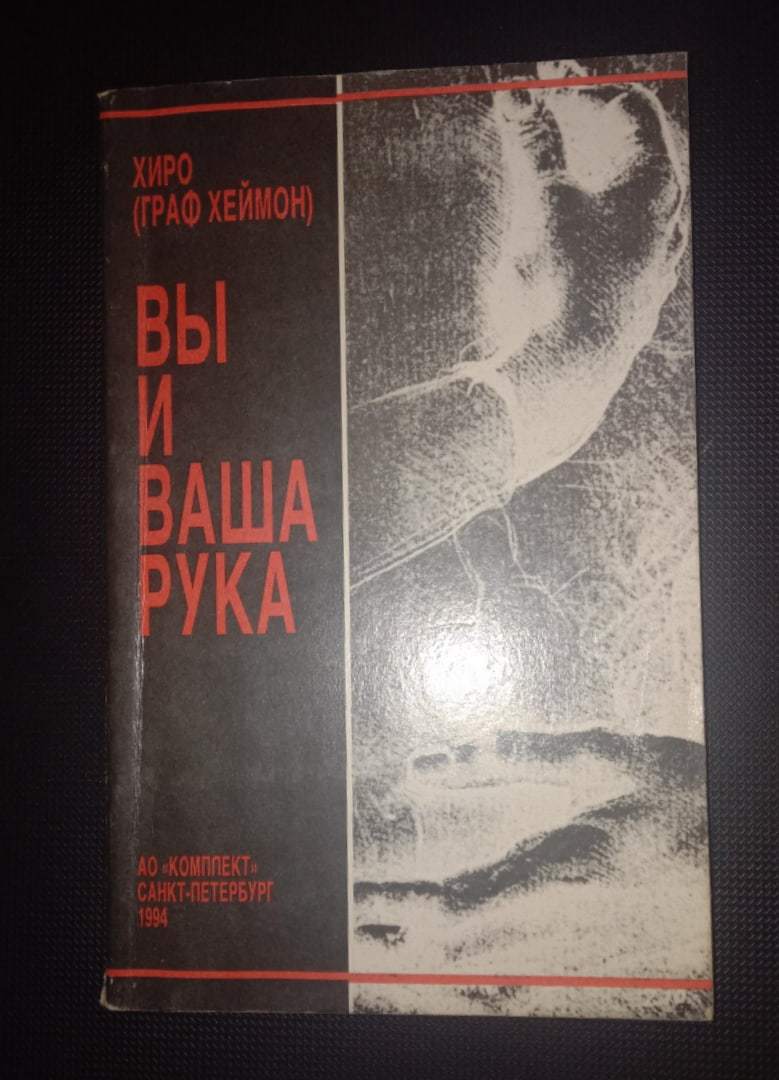 ХИРО
(ГРАФ ХЕЙМОН)
ВЫ
И
ВАША
РУКА
АО «КОМПЛЕКТ»
САНКТ-ПЕТЕРБУРГ
1994